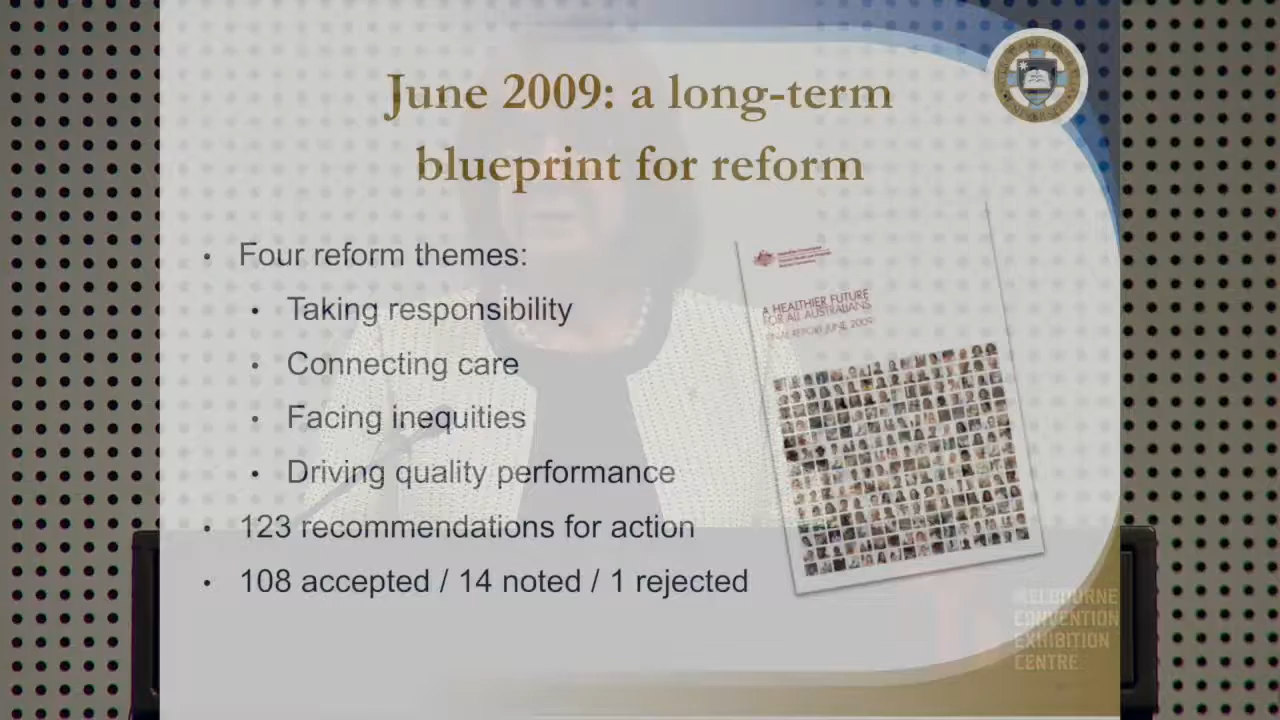 June 2009: a long-term
blueprint for reform
• Four reform themes:
• Taking responsibility
• Connecting care
• Facing inequities
• Driving quality performance
• 123 recommendations for action
• 108 accepted / 14 noted / 1 rejected
A HEALTHIER FUTURE
FOR ALL AUSTRALIANS
FINAL REPORT JUNE 2009
MELBOURNE
CONVENTION
EXHIBITION
CENTRE